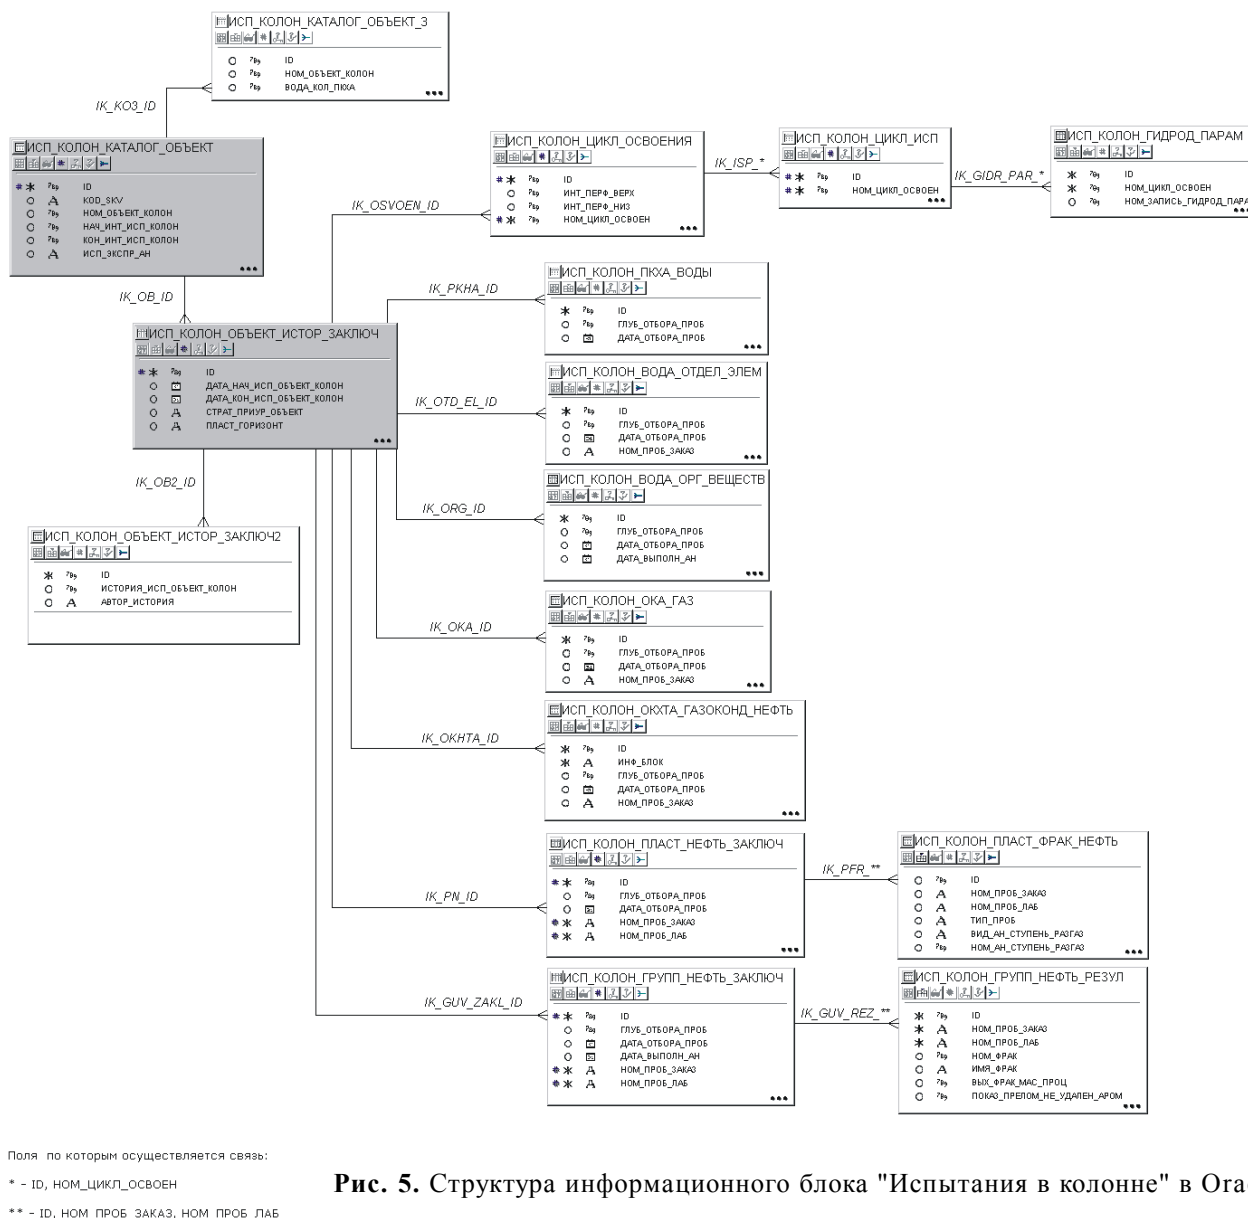 ИСП_КОЛОН_КАТАЛОГ_ОБЪЕКТ_3
ID
НОМ_ОБЪЕКТ_КОЛОН
ВОДА_КОЛ_ПКХА
IK_KO3_ID
ИСП_КОЛОН_КАТАЛОГ_ОБЪЕКТ
ID
KOD_SKV
НОМ_ОБЪЕКТ_КОЛОН
НАЧ_ИНТ_ИСП_КОЛОН
КОН_ИНТ_ИСП_КОЛОН
ИСП_ЭКСПР_АН
IK_OB_ID
ИСП_КОЛОН_ОБЪЕКТ_ИСТОР_ЗАКЛЮЧ
ID
ДАТА_НАЧ_ИСП_ОБЪЕКТ_КОЛОН
ДАТА_КОН_ИСП_ОБЪЕКТ_КОЛОН
СТРАТ_ПРИУР_ОБЪЕКТ
ПЛАСТ_ГОРИЗОНТ
IK_OB2_ID
ИСП_КОЛОН_ОБЪЕКТ_ИСТОР_ЗАКЛЮЧ2
ID
ИСТОРИЯ_ИСП_ОБЪЕКТ_КОЛОН
АВТОР_ИСТОРИЯ
IK_OSVOEN_ID
ИСП_КОЛОН_ЦИКЛ_ОСВОЕНИЯ
ID
ИНТ_ПЕРФ_ВЕРХ
ИНТ_ПЕРФ_НИЗ
НОМ_ЦИКЛ_ОСВОЕН
IK_ISP_*
ИСП_КОЛОН_ЦИКЛ_ИСП
ID
НОМ_ЦИКЛ_ОСВОЕН
IK_GIDR_PAR_*
ИСП_КОЛОН_ГИДРОД_ПАРАМ
ID
НОМ_ЦИКЛ_ОСВОЕН
НОМ_ЗАПИСЬ_ГИДРОД_ПАРА
IK_PKHA_ID
ИСП_КОЛОН_ПКХА_ВОДЫ
ID
ГЛУБ_ОТБОРА_ПРОБ
ДАТА_ОТБОРА_ПРОБ
IK_OTD_EL_ID
ИСП_КОЛОН_ВОДА_ОТДЕЛ_ЭЛЕМ
ID
ГЛУБ_ОТБОРА_ПРОБ
ДАТА_ОТБОРА_ПРОБ
НОМ_ПРОБ_ЗАКАЗ
IK_ORG_ID
ИСП_КОЛОН_ВОДА_ОРГ_ВЕЩЕСТВ
ID
ГЛУБ_ОТБОРА_ПРОБ
ДАТА_ОТБОРА_ПРОБ
ДАТА_ВЫПОЛН_АН
IK_OKA_ID
ИСП_КОЛОН_ОКА_ГАЗ
ID
ГЛУБ_ОТБОРА_ПРОБ
ДАТА_ОТБОРА_ПРОБ
НОМ_ПРОБ_ЗАКАЗ
IK_OKHTA_ID
ИСП_КОЛОН_ОКХТА_ГАЗОКОНД_НЕФТЬ
ID
ИНФ_БЛОК
ГЛУБ_ОТБОРА_ПРОБ
ДАТА_ОТБОРА_ПРОБ
НОМ_ПРОБ_ЗАКАЗ
IK_PN_ID
ИСП_КОЛОН_ПЛАСТ_НЕФТЬ_ЗАКЛЮЧ
ID
ГЛУБ_ОТБОРА_ПРОБ
ДАТА_ОТБОРА_ПРОБ
НОМ_ПРОБ_ЗАКАЗ
НОМ_ПРОБ_ЛАБ
IK_PFR_**
ИСП_КОЛОН_ПЛАСТ_ФРАК_НЕФТЬ
ID
НОМ_ПРОБ_ЗАКАЗ
НОМ_ПРОБ_ЛАБ
ТИП_ПРОБ
ВИД_АН_СТУПЕНЬ_РАЗГАЗ
НОМ_АН_СТУПЕНЬ_РАЗГАЗ
IK_GUV_ZAKL_ID
ИСП_КОЛОН_ГРУПП_НЕФТЬ_ЗАКЛЮЧ
ID
ГЛУБ_ОТБОРА_ПРОБ
ДАТА_ОТБОРА_ПРОБ
ДАТА_ВЫПОЛН_АН
НОМ_ПРОБ_ЗАКАЗ
НОМ_ПРОБ_ЛАБ
IK_GUV_REZ_**
ИСП_КОЛОН_ГРУПП_НЕФТЬ_РЕЗУЛ
ID
НОМ_ПРОБ_ЗАКАЗ
НОМ_ПРОБ_ЛАБ
НОМ_ФРАК
ИМЯ_ФРАК
ВЫХ_ФРАК_МАС_ПРОЦ
ПОКАЗ_ПРЕЛОМ_НЕ_УДАЛЕН_АРОМ
Поля по которым осуществляется связь:
* - ID, НОМ_ЦИКЛ_ОСВОЕН
** - ID, НОМ_ПРОБ_ЗАКАЗ, НОМ_ПРОБ_ЛАБ
Рис. 5. Структура информационного блока "Испытания в колонне" в Ora